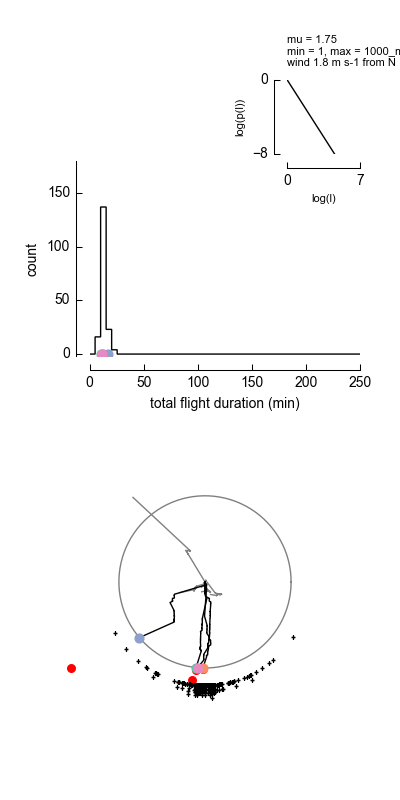 mu = 1.75
min = 1, max = 1000_m
wind 1.8 m s-1 from N
0
−8
log(p(l))
0 7
log(l)
150
100
50
0
count
0 50 100 150 200 250
total flight duration (min)